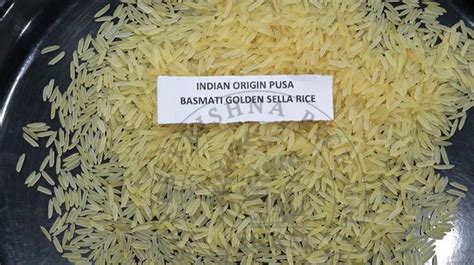 INDIAN ORIGIN PUSA
BASMATI GOLDEN SELLA RICE